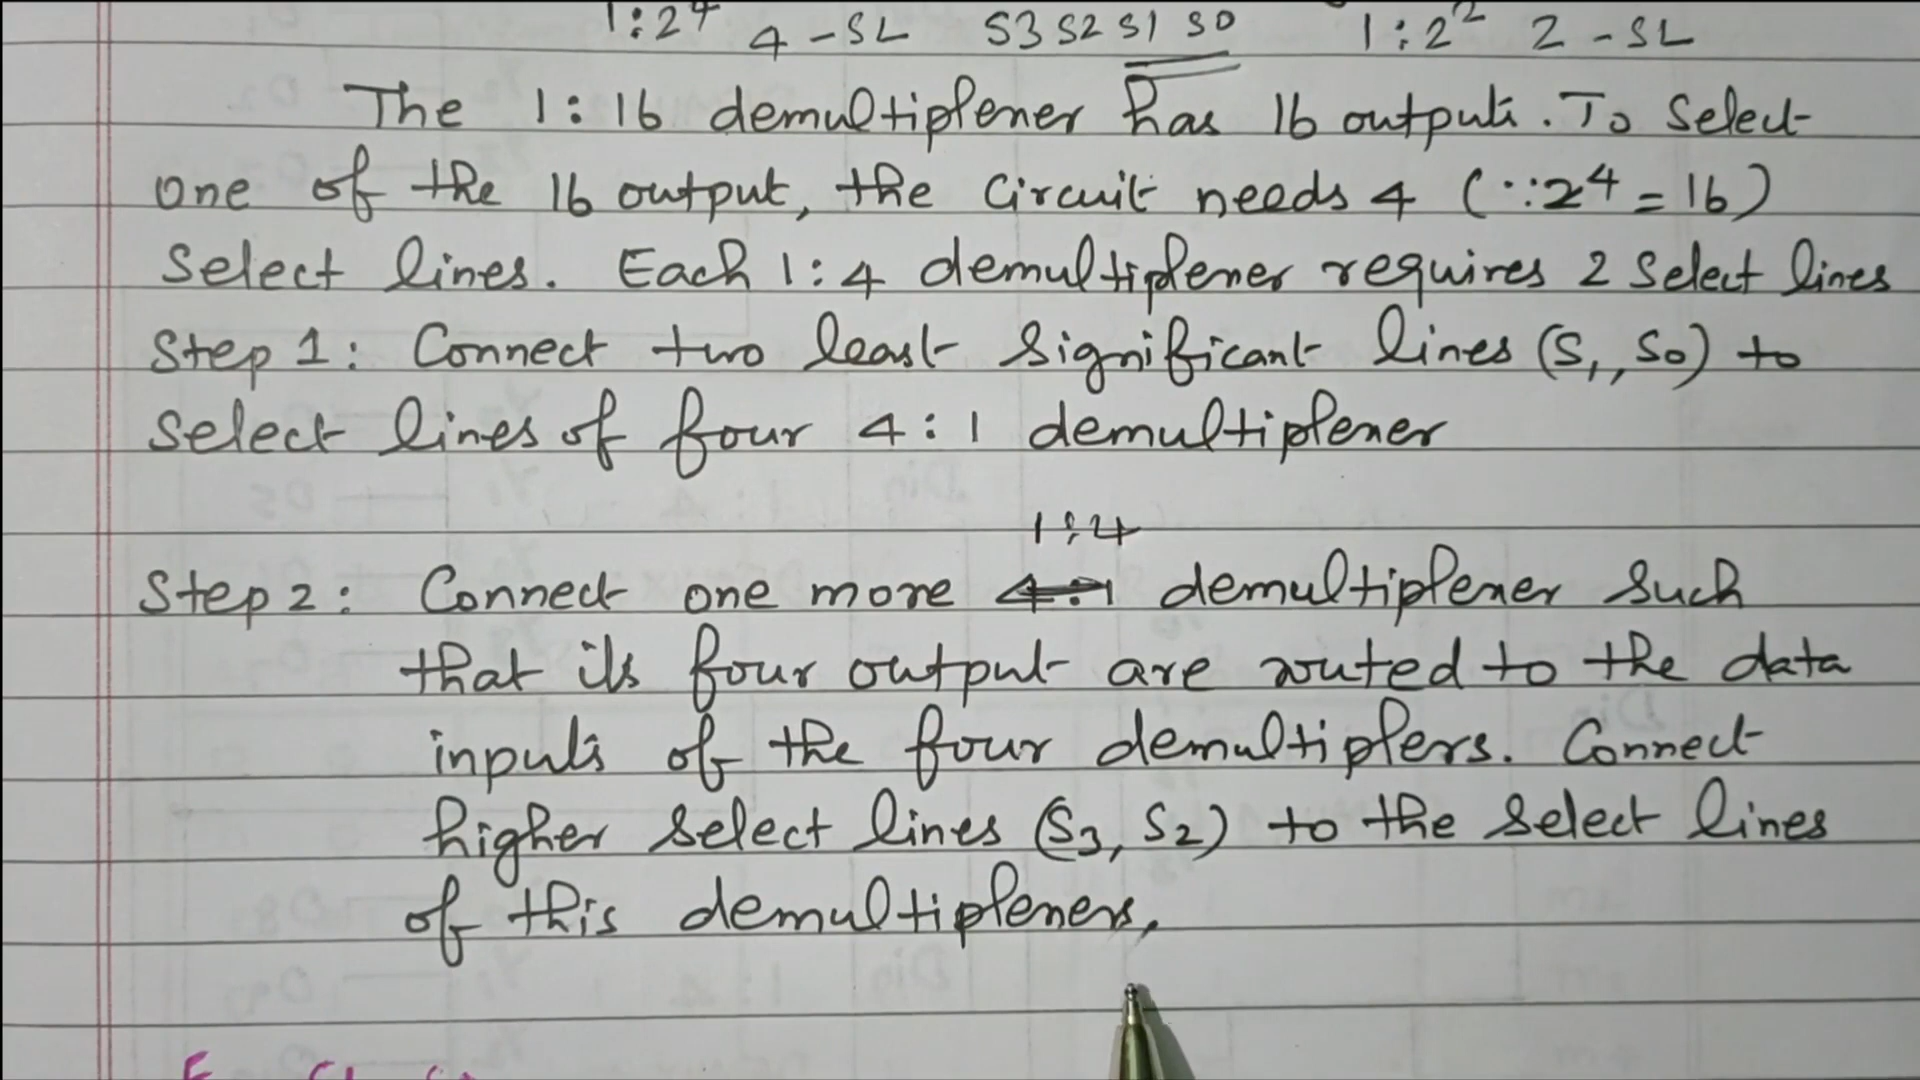 1:2⁴ 4-SL S3 S2 S1 S0 1:2² 2-SL
The 1:16 demultiplexer has 16 outputs. To select
one of the 16 output, the circuit needs 4 (∵2⁴=16)
Select lines. Each 1:4 demultiplexer requires 2 select lines
Step 1: Connect two least significant lines (S₁, S₀) to
select lines of four 4:1 demultiplexer
1:4
Step 2: Connect one more 4:1 demultiplexer such
that its four output are routed to the data
inputs of the four demultiplers. Connect
higher select lines (S₃, S₂) to the select lines
of this demultiplexers.